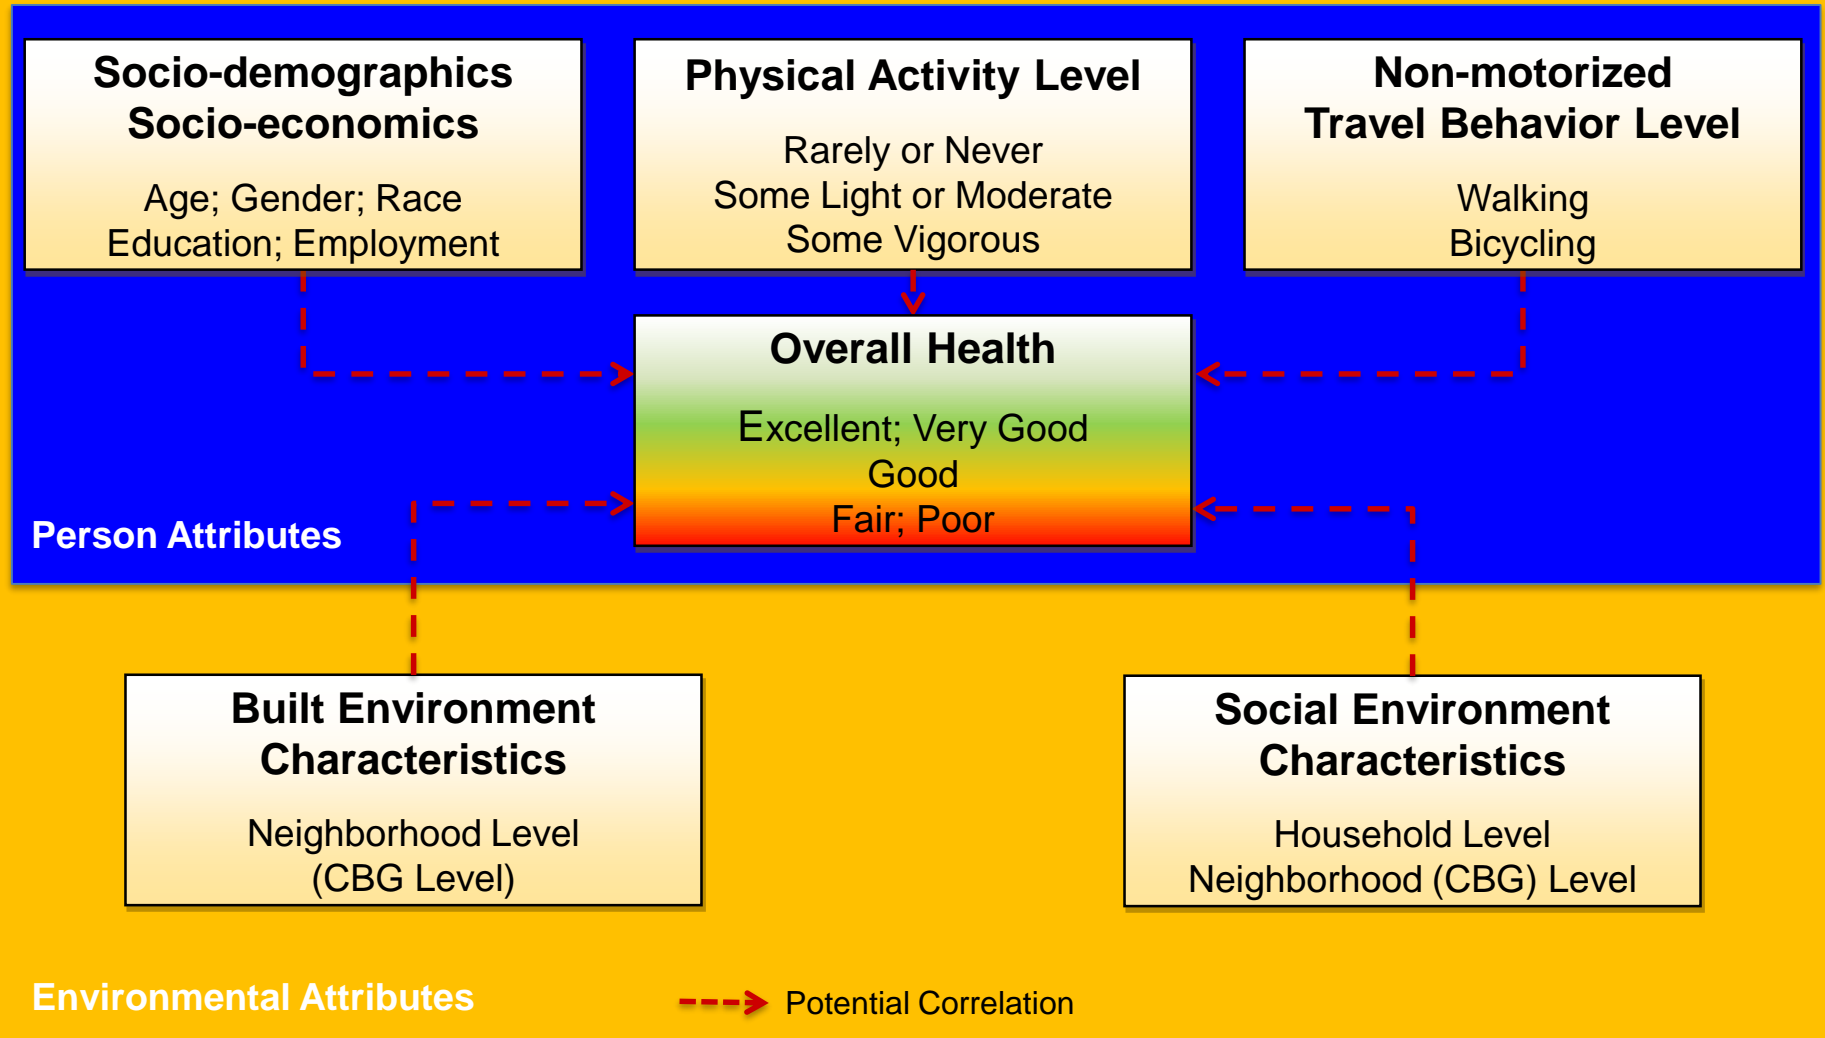 Socio-demographics
Socio-economics
Age; Gender; Race
Education; Employment
Physical Activity Level
Rarely or Never
Some Light or Moderate
Some Vigorous
Non-motorized
Travel Behavior Level
Walking
Bicycling
Overall Health
Excellent; Very Good
Good
Fair; Poor
Person Attributes
Built Environment
Characteristics
Neighborhood Level
(CBG Level)
Social Environment
Characteristics
Household Level
Neighborhood (CBG) Level
Environmental Attributes
Potential Correlation